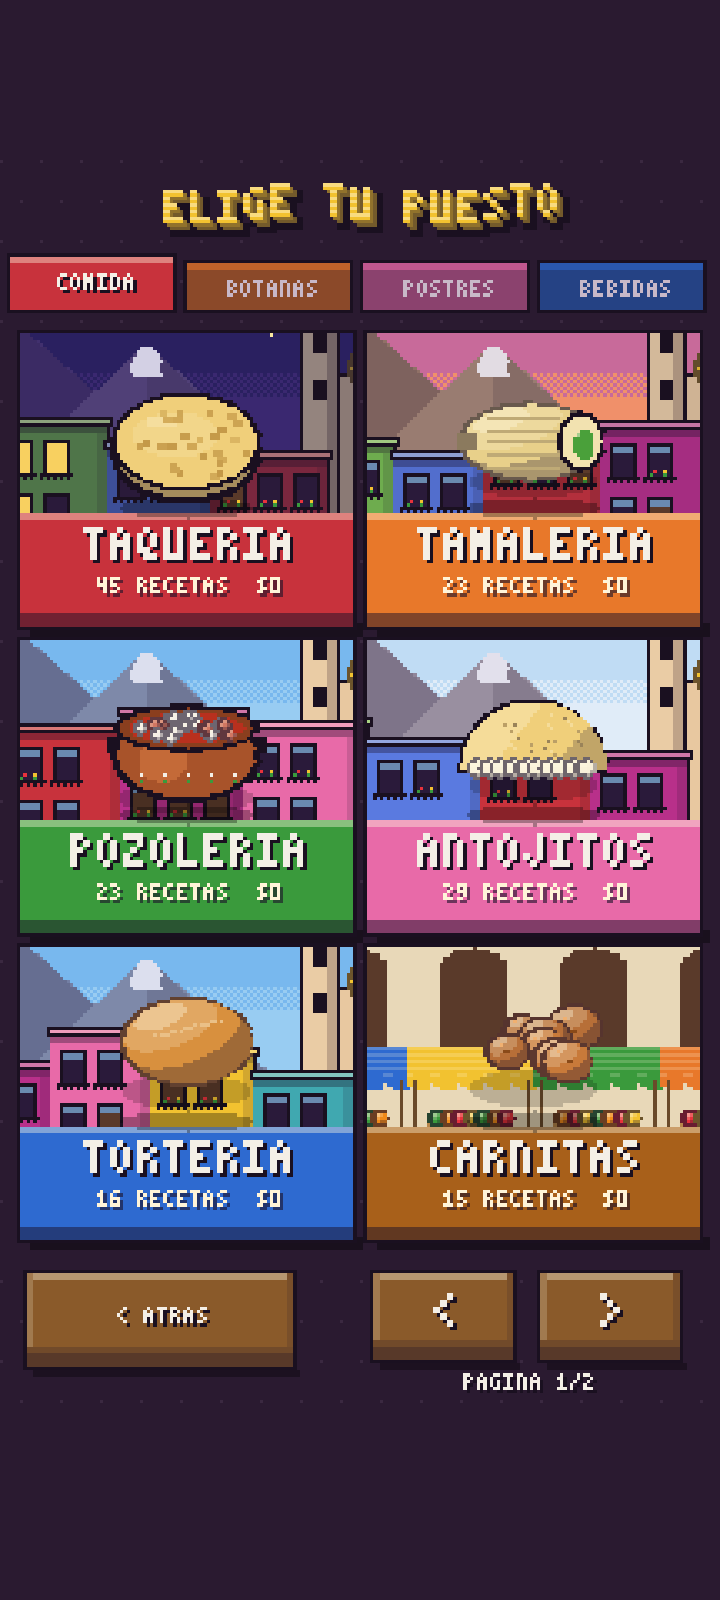 ELIGE TU PUESTO
COMIDA
BOTANAS
POSTRES
BEBIDAS
TAQUERIA
45 RECETAS $0
TAMALERIA
23 RECETAS $0
POZOLERIA
23 RECETAS $0
ANTOJITOS
29 RECETAS $0
TORTERIA
16 RECETAS $0
CARNITAS
15 RECETAS $0
< ATRAS
<
>
PAGINA 1/2